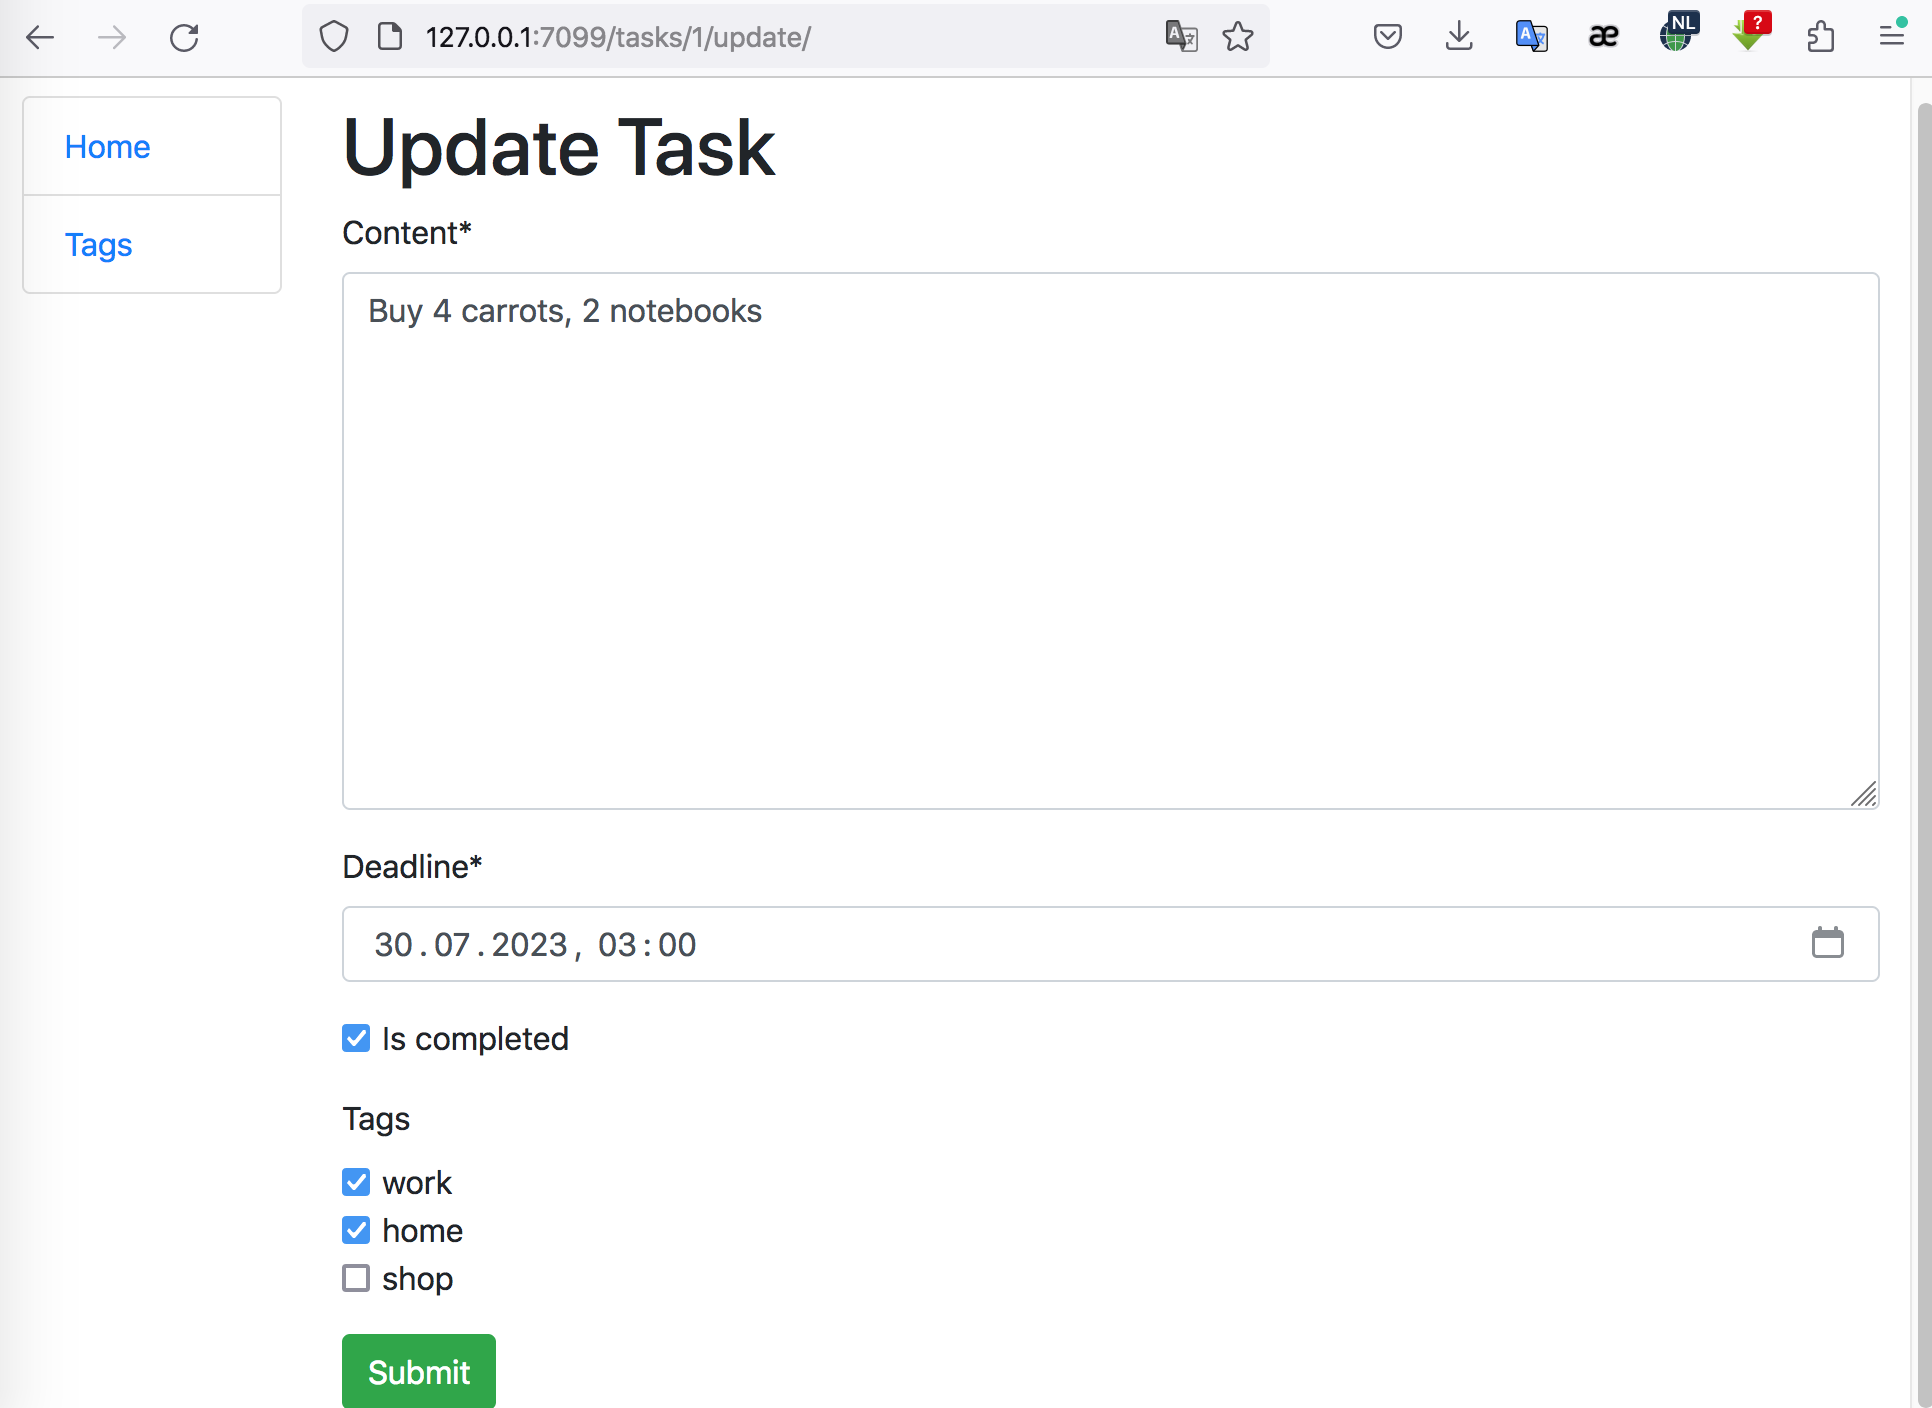 127.0.0.1:7099/tasks/1/update/
æ
NL
?
Home
Tags
Update Task
Content*
Buy 4 carrots, 2 notebooks
Deadline*
30.07.2023, 03:00
Is completed
Tags
work
home
shop
Submit